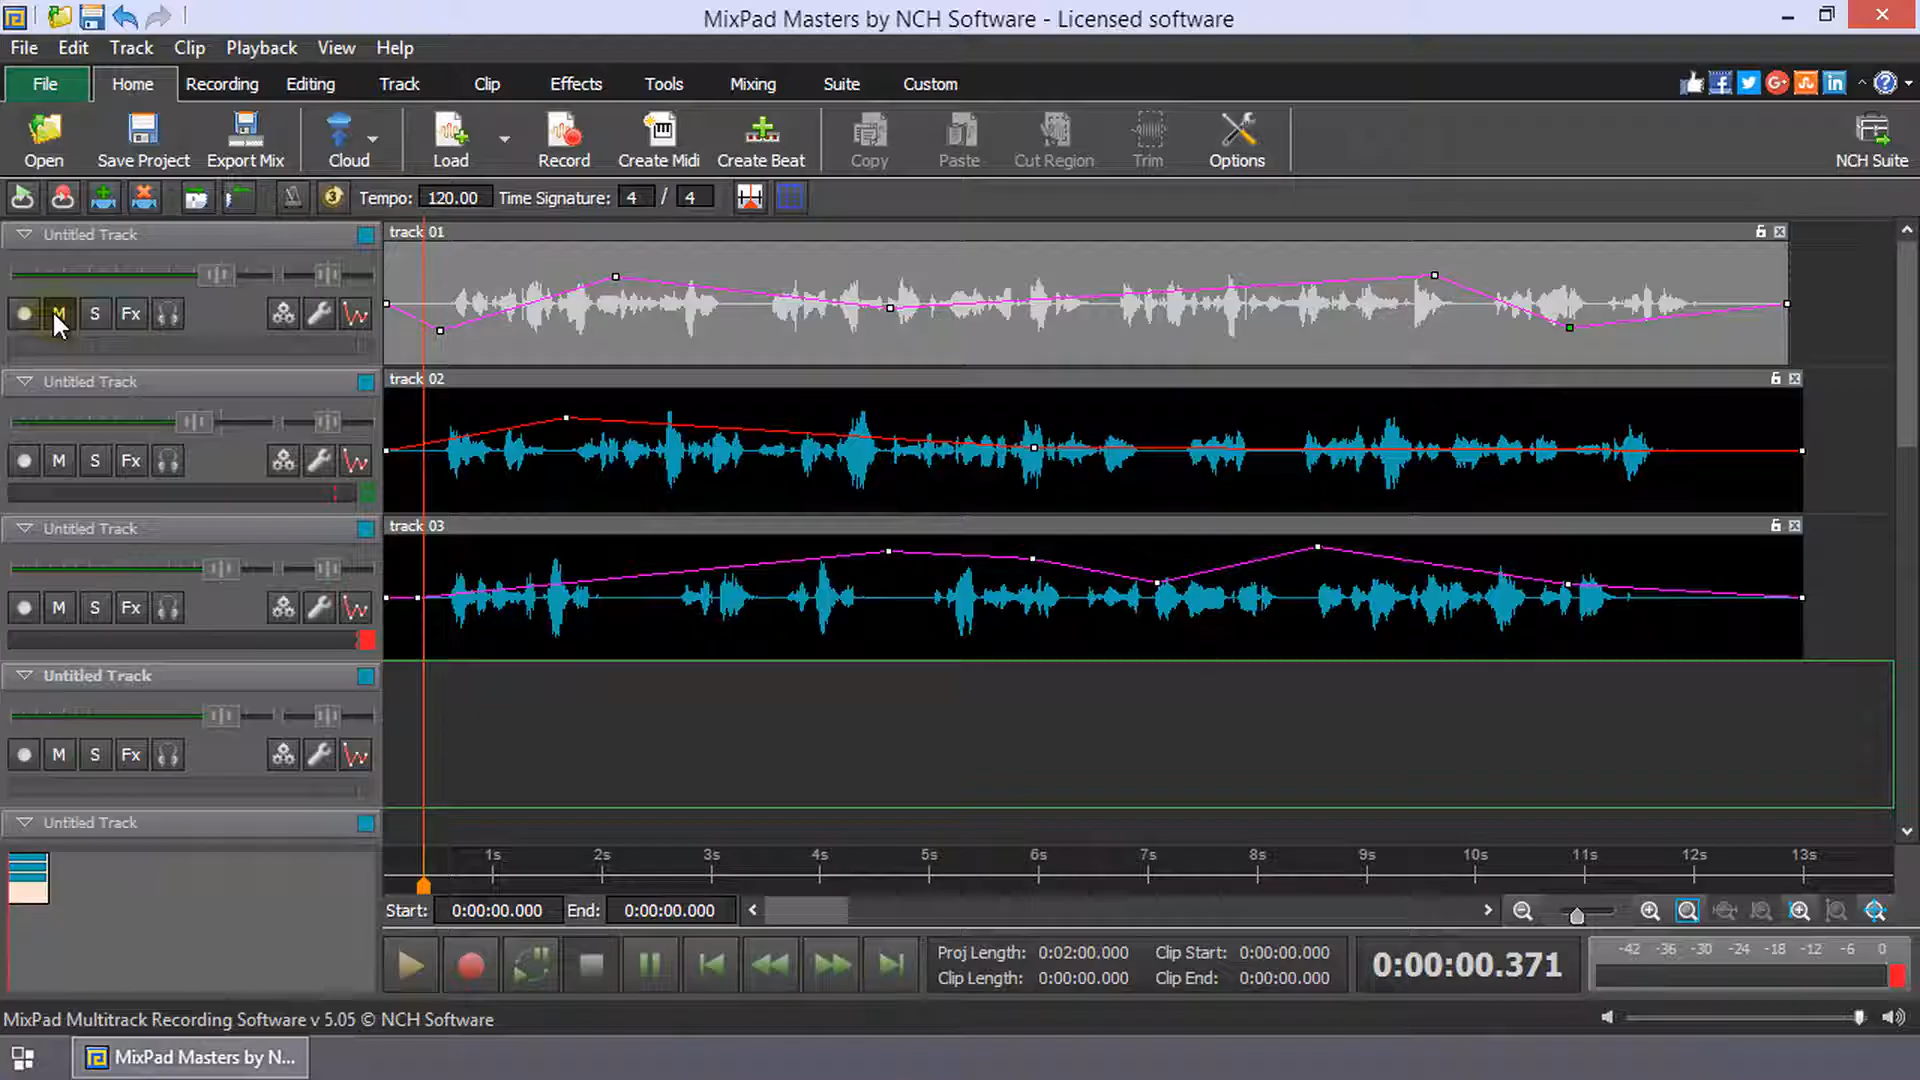 MixPad Masters by NCH Software - Licensed software
File Edit Track Clip Playback View Help
File Home Recording Editing Track Clip Effects Tools Mixing Suite Custom
Open Save Project Export Mix Cloud Load Record Create Midi Create Beat Copy Paste Cut Region Trim Options NCH Suite
Tempo: 120.00 Time Signature: 4 / 4
Untitled Track
track 01
M S Fx
Untitled Track
track 02
M S Fx
Untitled Track
track 03
M S Fx
Untitled Track
M S Fx
Untitled Track
1s 2s 3s 4s 5s 6s 7s 8s 9s 10s 11s 12s 13s
Start: 0:00:00.000 End: 0:00:00.000
Proj Length: 0:02:00.000 Clip Start: 0:00:00.000
Clip Length: 0:00:00.000 Clip End: 0:00:00.000
0:00:00.371
-42 -36 -30 -24 -18 -12 -6 0
MixPad Multitrack Recording Software v 5.05 © NCH Software
MixPad Masters by N...